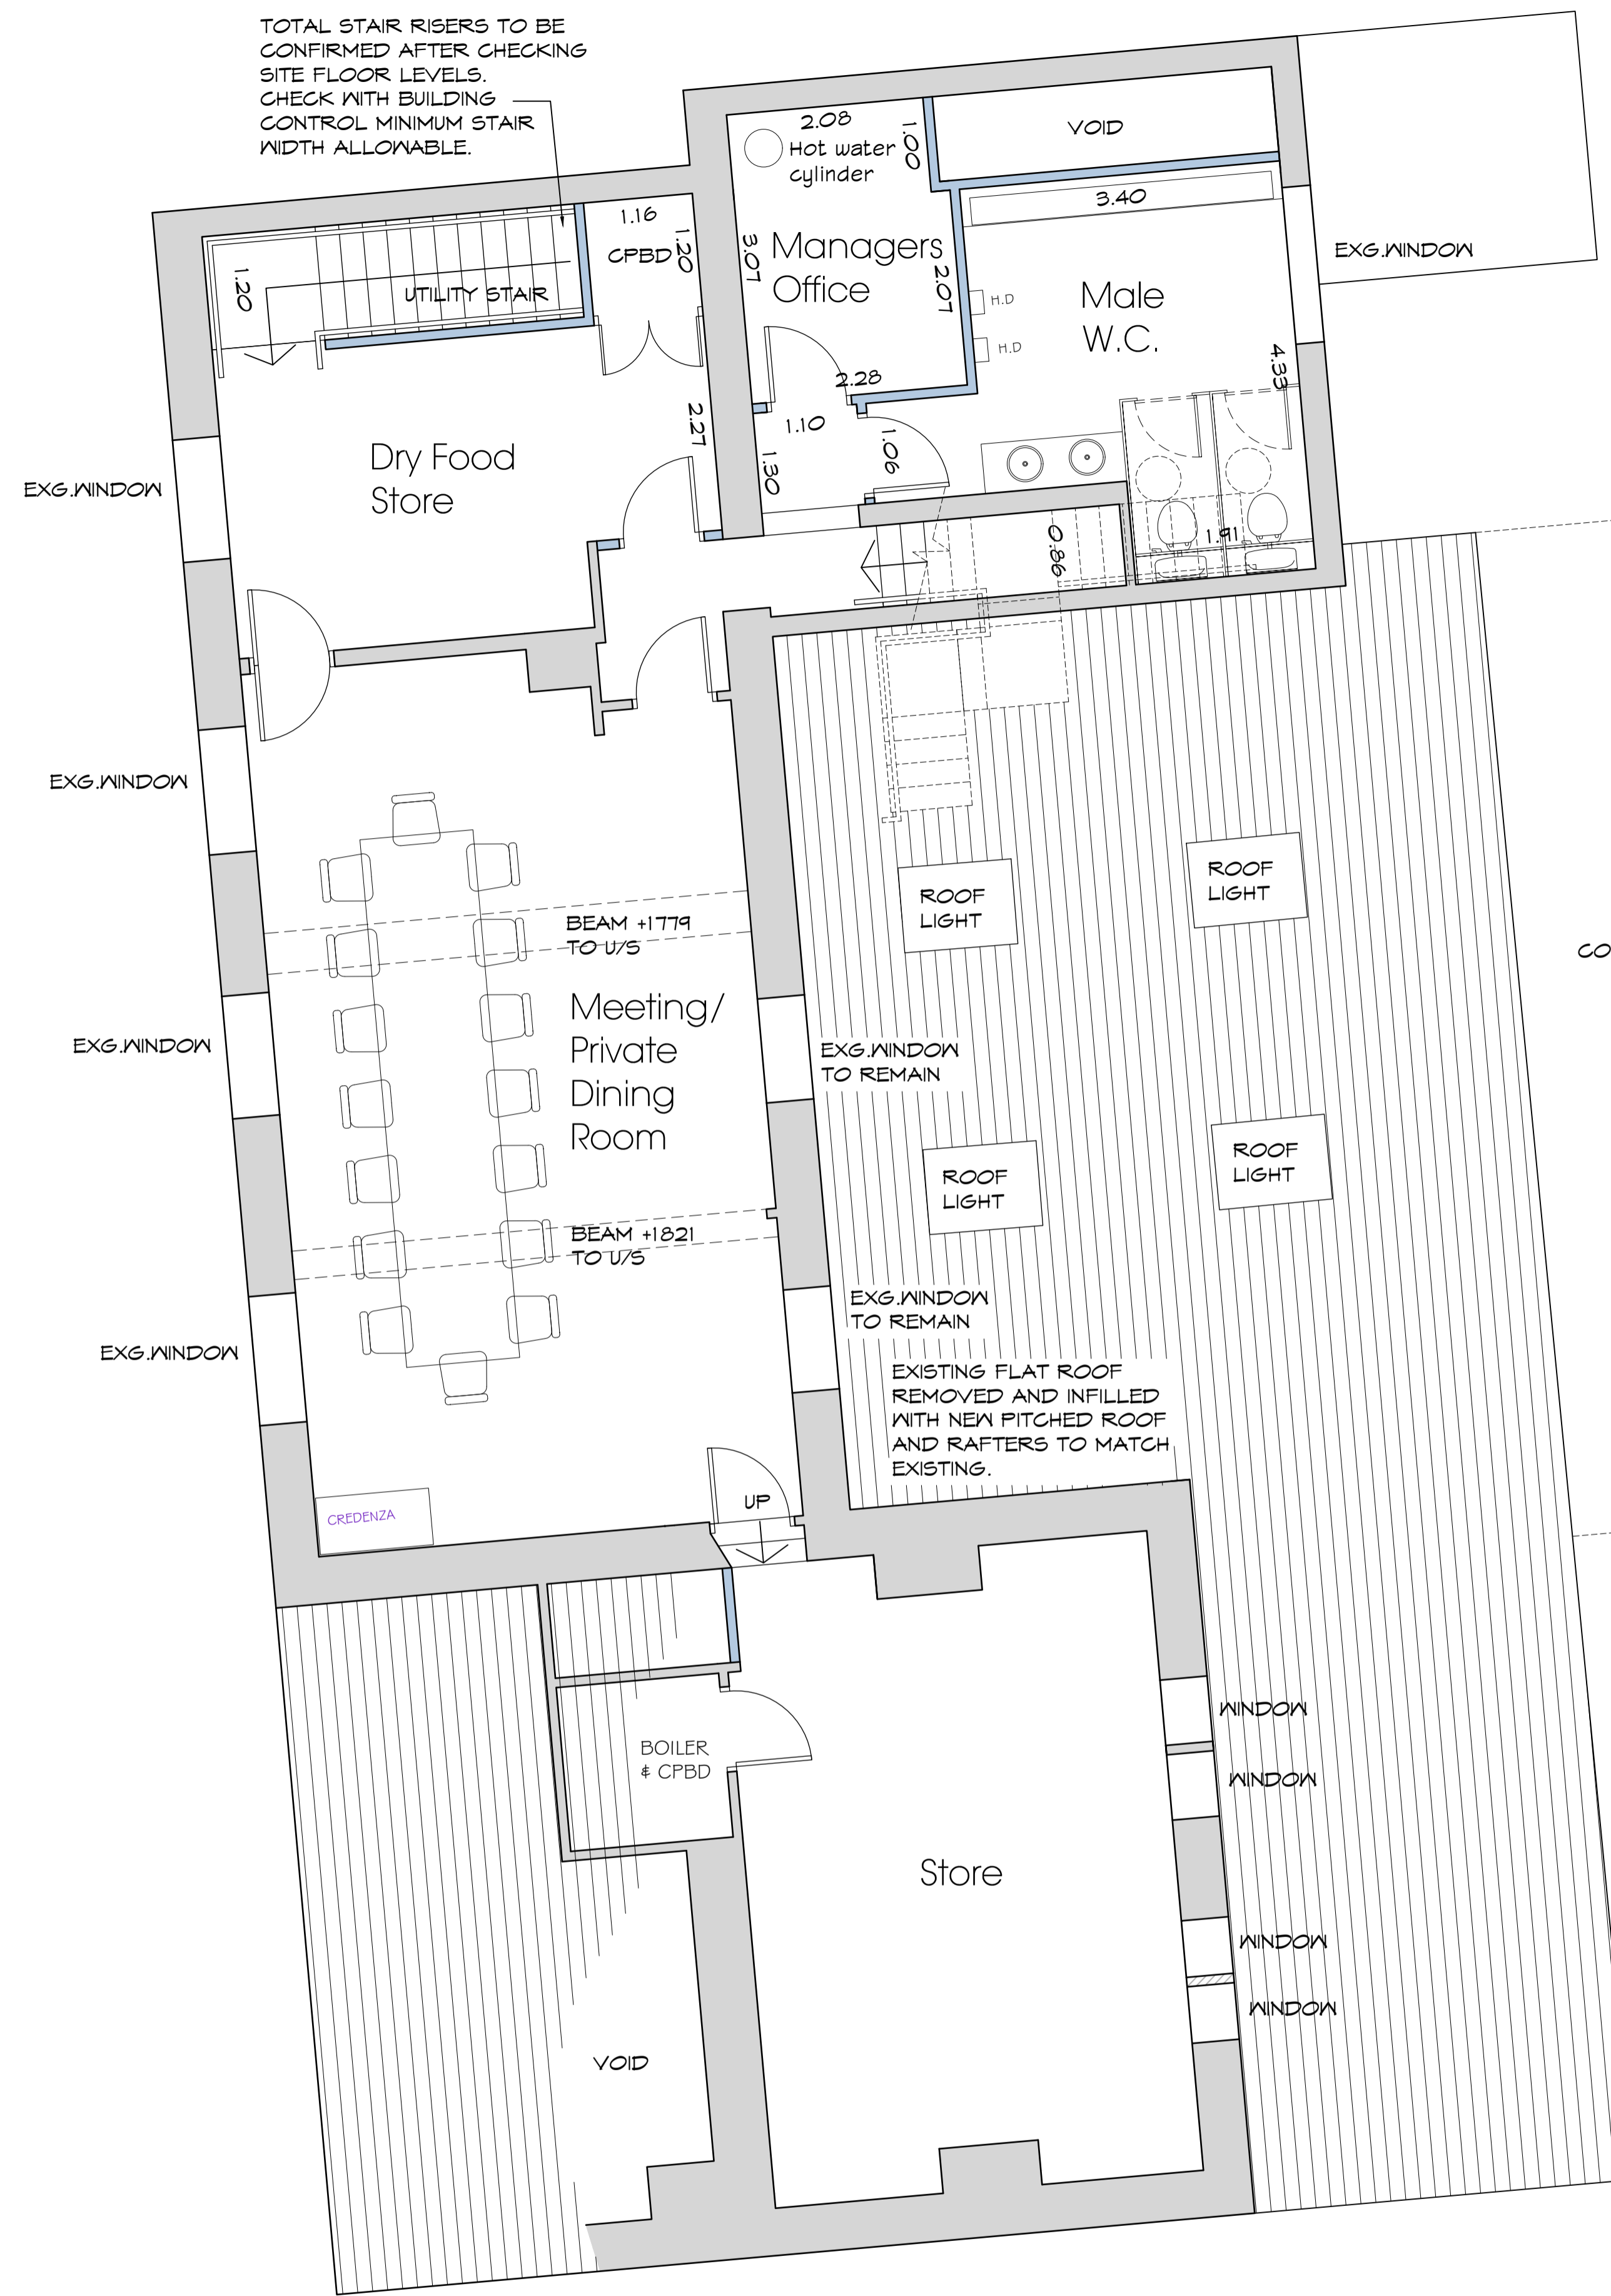 TOTAL STAIR RISERS TO BE
CONFIRMED AFTER CHECKING
SITE FLOOR LEVELS.
CHECK WITH BUILDING
CONTROL MINIMUM STAIR
WIDTH ALLOWABLE.
2.08
Hot water
cylinder
1.00
VOID
3.40
1.16
1.20
CPBD
3.07
Managers
Office
2.07
EXG.WINDOW
1.20
UTILITY STAIR
H.D
H.D
Male
W.C.
4.33
2.28
1.10
1.06
1.30
2.27
Dry Food
Store
EXG.WINDOW
0.86
1.91
EXG.WINDOW
ROOF
LIGHT
ROOF
LIGHT
BEAM +1779
TO U/S
CO
Meeting/
Private
Dining
Room
EXG.WINDOW
EXG.WINDOW
TO REMAIN
ROOF
LIGHT
ROOF
LIGHT
BEAM +1821
TO U/S
EXG.WINDOW
TO REMAIN
EXG.WINDOW
EXISTING FLAT ROOF
REMOVED AND INFILLED
WITH NEW PITCHED ROOF
AND RAFTERS TO MATCH
EXISTING.
UP
CREDENZA
WINDOW
BOILER
& CPBD
WINDOW
Store
WINDOW
WINDOW
VOID